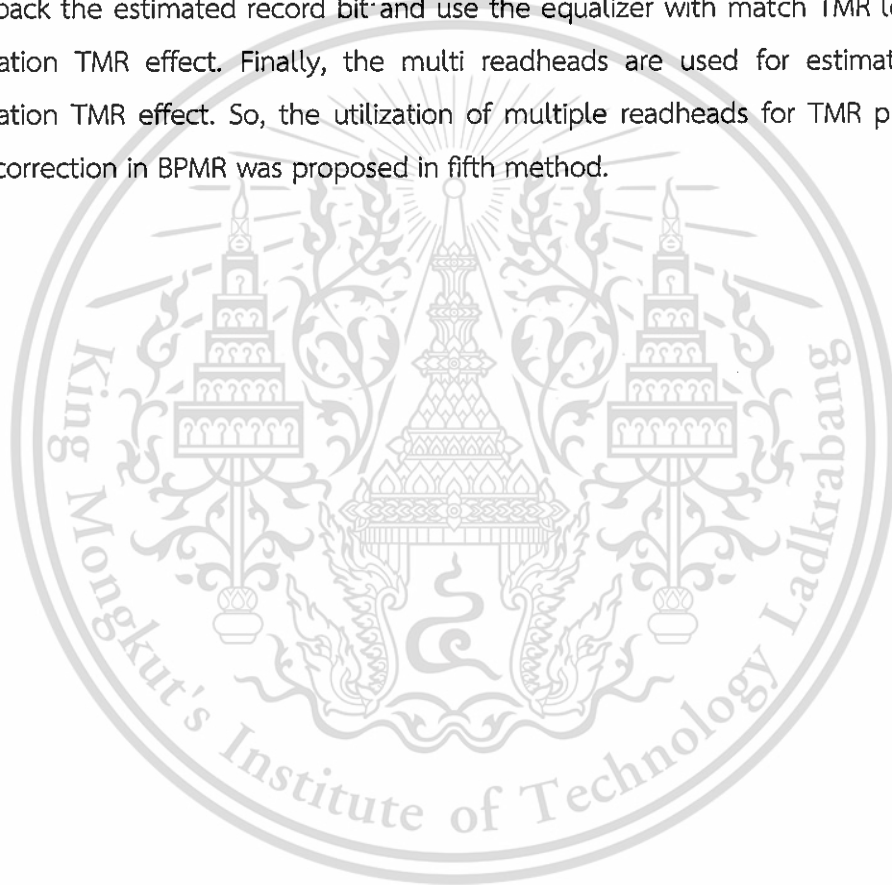 back the estimated record bit and use the equalizer with match TMR
ation TMR effect. Finally, the multi readheads are used for estimat
ation TMR effect. So, the utilization of multiple readheads for TMR p
correction in BPMR was proposed in fifth method.
King Mongkut's Institute of Technology Ladkrabang